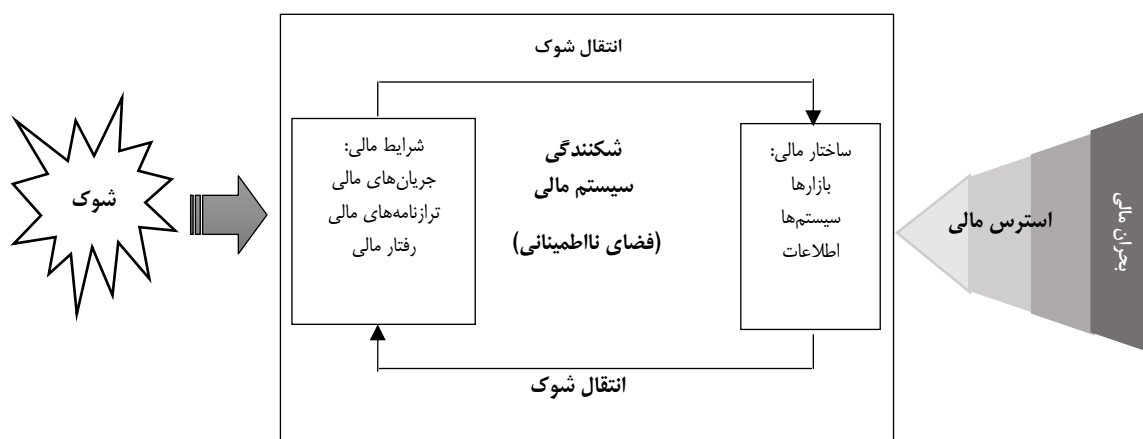 انتقال شوک
شوک
شرایط مالی:
جریان‌های مالی
ترازنامه‌های مالی
رفتار مالی
شکنندگی
سیستم مالی
(فضای نااطمینانی)
ساختار مالی:
بازارها
سیستم‌ها
اطلاعات
استرس مالی
بحران مالی
انتقال شوک